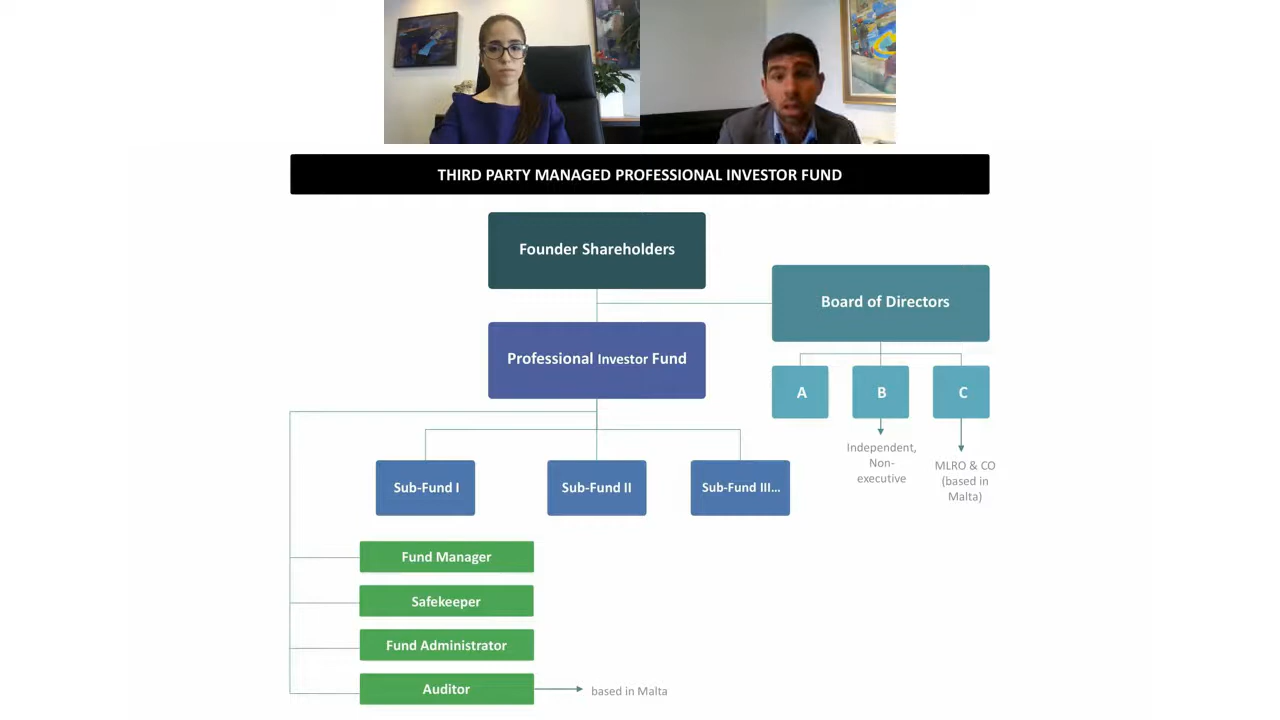 THIRD PARTY MANAGED PROFESSIONAL INVESTOR FUND
Founder Shareholders
Board of Directors
Professional Investor Fund
A
B
C
Independent,
Non-
executive
MLRO & CO
(based in
Malta)
Sub-Fund I
Sub-Fund II
Sub-Fund III...
Fund Manager
Safekeeper
Fund Administrator
Auditor
based in Malta